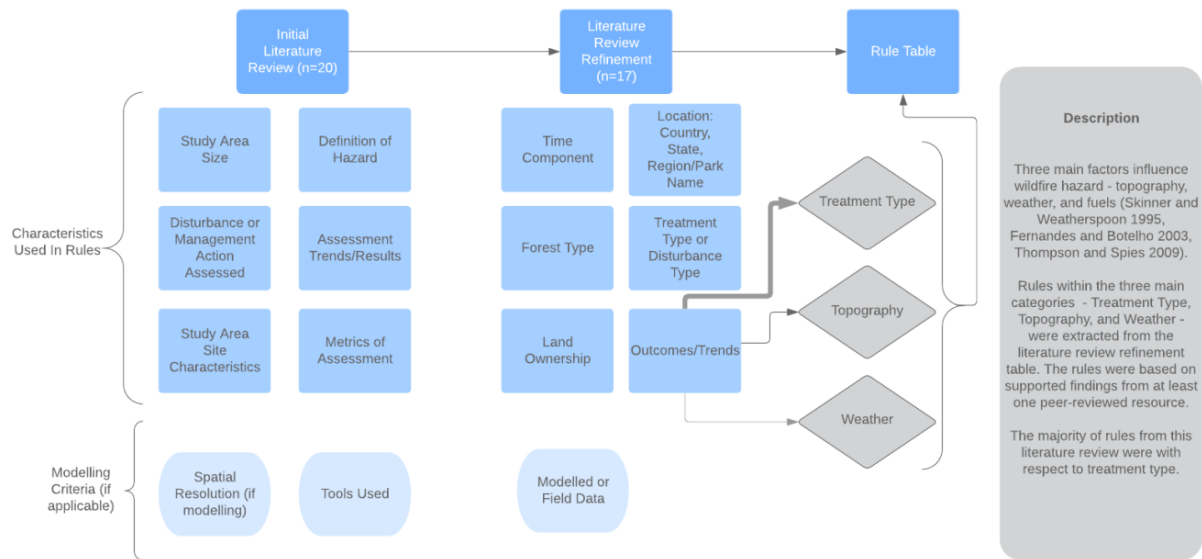 Initial
Literature
Review (n=20)
Literature
Review
Refinement
(n=17)
Rule Table
Characteristics
Used In Rules
Study Area
Size
Definition of
Hazard
Time
Component
Location:
Country,
State,
Region/Park
Name
Disturbance or
Management
Action
Assessed
Assessment
Trends/Results
Forest Type
Treatment
Type or
Disturbance
Type
Study Area
Site
Characteristics
Metrics of
Assessment
Land
Ownership
Outcomes/Trends
Treatment Type
Topography
Weather
Modelling
Criteria (if
applicable)
Spatial
Resolution (if
modelling)
Tools Used
Modelled or
Field Data
Description
Three main factors influence
wildfire hazard - topography,
weather, and fuels (Skinner and
Weatherspoon 1995,
Fernandes and Botelho 2003,
Thompson and Spies 2009).
Rules within the three main
categories - Treatment Type,
Topography, and Weather -
were extracted from the
literature review refinement
table. The rules were based on
supported findings from at least
one peer-reviewed resource.
The majority of rules from this
literature review were with
respect to treatment type.